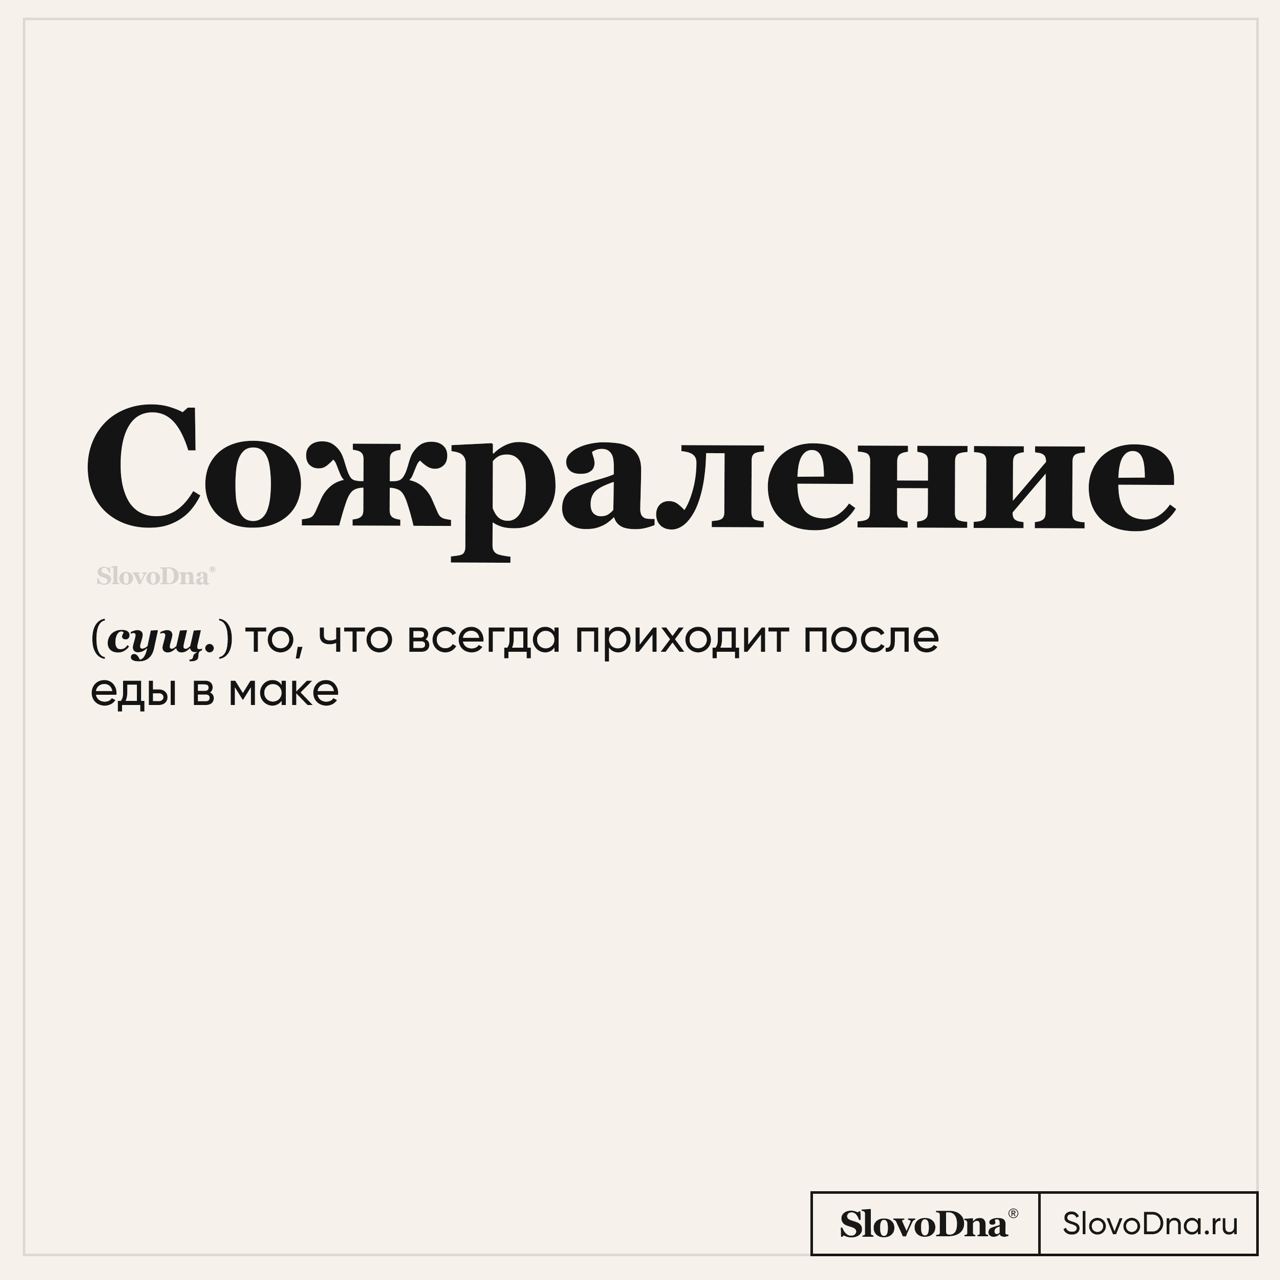 Сожраление
SlovoDna®
(сущ.) то, что всегда приходит после
еды в маке
SlovoDna® SlovoDna.ru